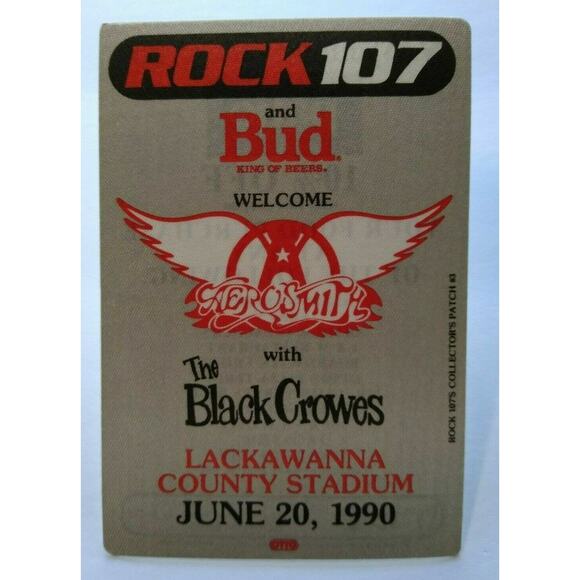 ROCK 107
and
Bud®
KING OF BEERS®
WELCOME
AEROSMITH
with
The
Black Crowes
LACKAWANNA
COUNTY STADIUM
JUNE 20, 1990
OTTO
ROCK 107'S COLLECTOR'S PATCH #3